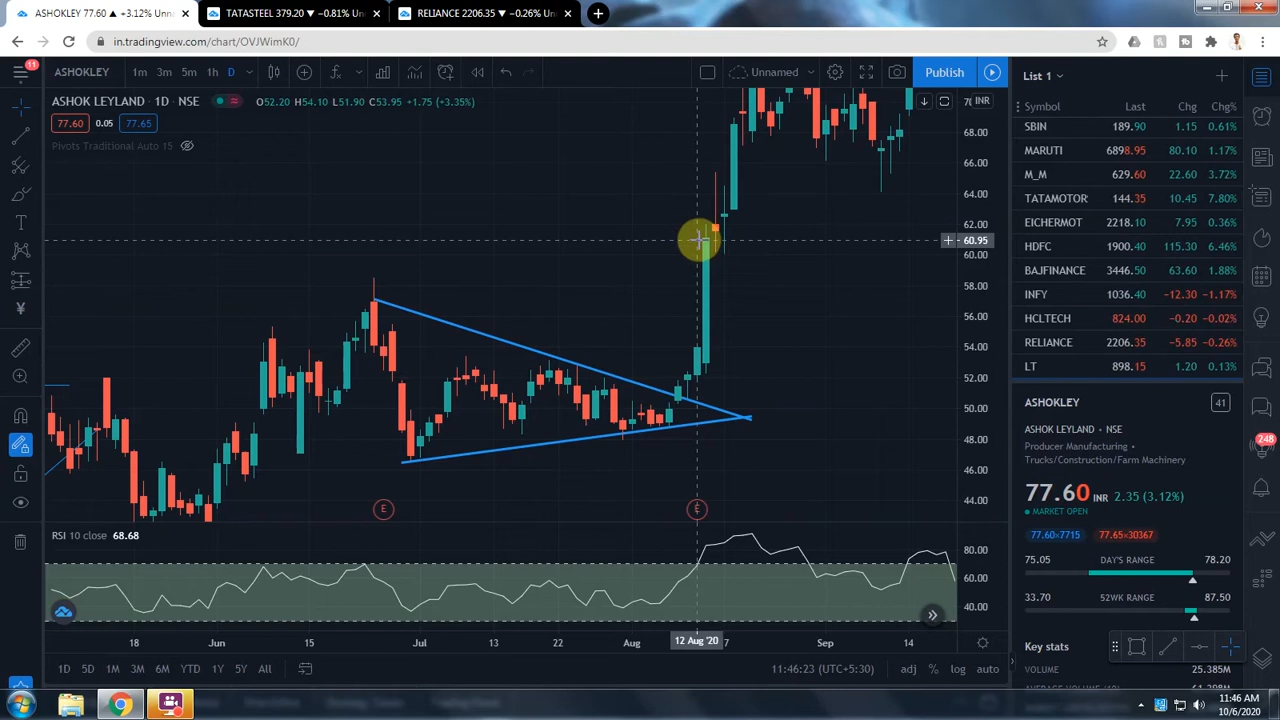 ASHOKLEY 77.60 ▲ +3.12% Unna
TATASTEEL 379.20 ▼ −0.81% Unna
RELIANCE 2206.35 ▼ −0.26% Unn
in.tradingview.com/chart/OVJWimK0/
11
ASHOKLEY 1m 3m 5m 1h D
Unnamed
Publish
List 1
ASHOK LEYLAND · 1D · NSE
O52.20 H54.10 L51.90 C53.95 +1.75 (+3.35%)
INR
Symbol Last Chg Chg%
77.60 0.05 77.65
Pivots Traditional Auto 15
SBIN 189.90 1.15 0.61%
MARUTI 6898.95 80.10 1.17%
M_M 629.60 22.60 3.72%
TATAMOTOR 144.35 10.45 7.80%
EICHERMOT 2218.10 7.95 0.36%
HDFC 1900.40 115.30 6.46%
BAJFINANCE 3446.50 63.60 1.88%
INFY 1036.40 −12.30 −1.17%
HCLTECH 824.00 −0.20 −0.02%
RELIANCE 2206.35 −5.85 −0.26%
LT 898.15 1.20 0.13%
68.00
66.00
64.00
62.00
60.95
60.00
58.00
56.00
54.00
52.00
50.00
48.00
46.00
44.00
E
E
ASHOKLEY
41
ASHOK LEYLAND · NSE
Producer Manufacturing ·
Trucks/Construction/Farm Machinery
248
77.60 INR 2.35 (3.12%)
MARKET OPEN
77.60×7715 77.65×30367
75.05 DAY'S RANGE 78.20
33.70 52WK RANGE 87.50
Key stats
VOLUME 25.385M
RSI 10 close 68.68
80.00
60.00
40.00
18 Jun 15 Jul 13 22 Aug 12 Aug '20 7 Sep 14
1D 5D 1M 3M 6M YTD 1Y 5Y All
11:46:23 (UTC+5:30) adj % log auto
11:46 AM
10/6/2020